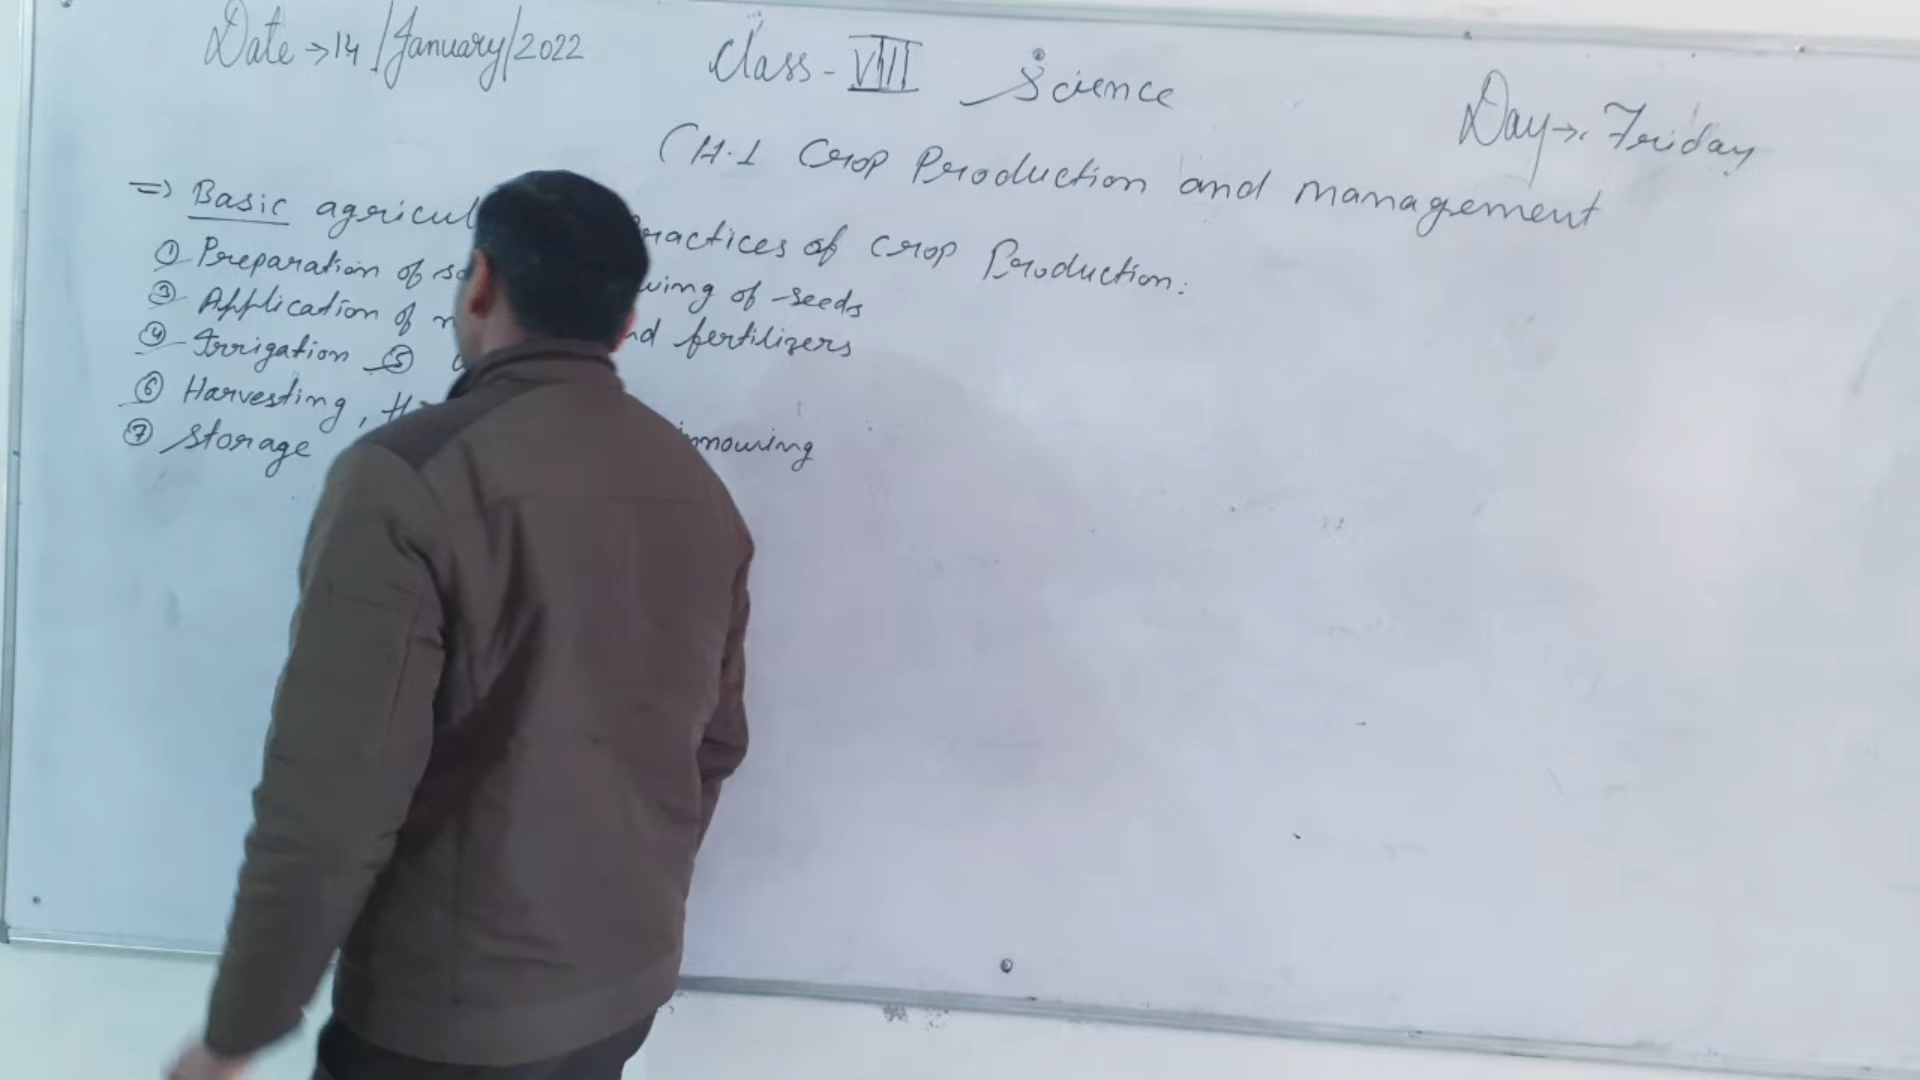 Date → 14/January/2022 Class - VIII Science Day → Friday
CH.1 Crop Production and management
⇒ Basic agricul ractices of crop Production:
① Preparation of so wing of seeds
③ Application of m nd fertilizers
④ Irrigation ⑤
⑥ Harvesting, th nnowing
⑦ Storage